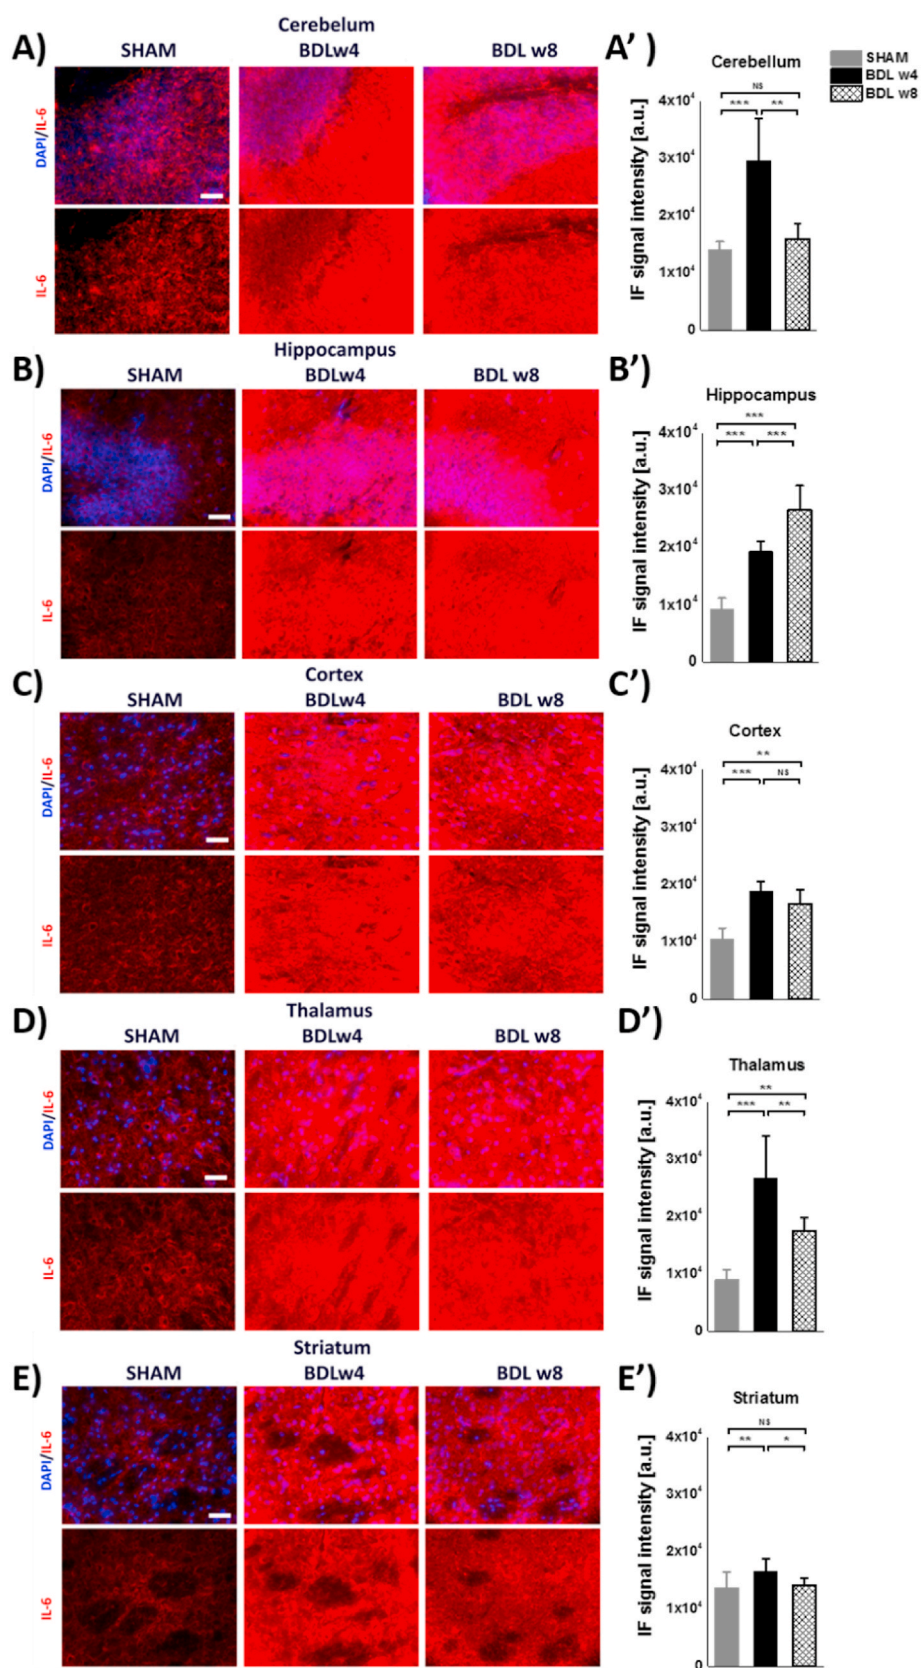 Cerebelum
A) SHAM BDLw4 BDL w8
DAPI/IL-6
IL-6
A' )
SHAM
BDL w4
BDL w8
Cerebellum
NS
*** **
IF signal intensity [a.u.]
4x10⁴
3x10⁴
2x10⁴
1x10⁴
0
Hippocampus
B) SHAM BDLw4 BDL w8
DAPI/IL-6
IL-6
B')
Hippocampus
***
*** ***
IF signal intensity [a.u.]
4x10⁴
3x10⁴
2x10⁴
1x10⁴
0
Cortex
C) SHAM BDLw4 BDL w8
DAPI/IL-6
IL-6
C')
Cortex
**
*** NS
IF signal intensity [a.u.]
4x10⁴
3x10⁴
2x10⁴
1x10⁴
0
Thalamus
D) SHAM BDLw4 BDL w8
DAPI/IL-6
IL-6
D')
Thalamus
**
*** **
IF signal intensity [a.u.]
4x10⁴
3x10⁴
2x10⁴
1x10⁴
0
Striatum
E) SHAM BDLw4 BDL w8
DAPI/IL-6
IL-6
E')
Striatum
NS
** *
IF signal intensity [a.u.]
4x10⁴
3x10⁴
2x10⁴
1x10⁴
0